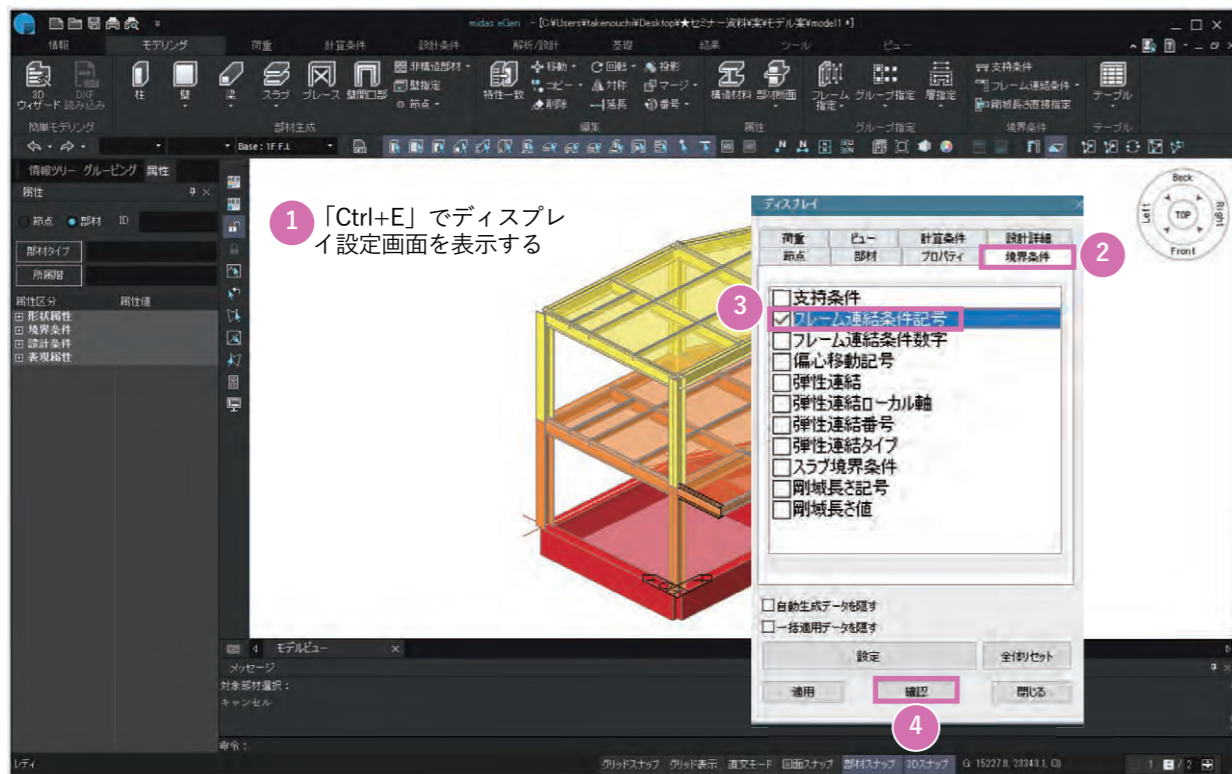 midas eGen - [C:¥Users¥takenouchi¥Desktop¥★セミナー資料¥案¥モデル案¥model1 *]
情報 モデリング 荷重 計算条件 設計条件 解析/設計 基礎 結果 ツール ビュー
3Dウィザード DXF読み込み 柱 壁 梁 スラブ ブレース 壁開口部 非構造部材 壁指定 節点 特性一致 移動 コピー 削除 回転 対称 延長 投影 マージ 番号 構造材料 部材断面 フレーム指定 グループ指定 層指定 支持条件 フレーム連結条件 剛域長さ直接指定 テーブル
簡単モデリング 部材生成 編集 属性 グループ指定 境界条件 テーブル
Base : 1F F.L
情報ツリー グルーピング 属性
属性
節点 部材 ID
部材タイプ
所属階
属性区分 属性値
形状属性
境界条件
設計条件
表現属性
1 「Ctrl+E」でディスプレ
イ設定画面を表示する
Back
Left TOP Right
Front
ディスプレイ
荷重 ビュー 計算条件 設計詳細
節点 部材 プロパティ 境界条件
2
3
支持条件
フレーム連結条件記号
フレーム連結条件数字
偏心移動記号
弾性連結
弾性連結ローカル軸
弾性連結番号
弾性連結タイプ
スラブ境界条件
剛域長さ記号
剛域長さ値
自動生成データを隠す
一括適用データを隠す
設定 全体リセット
適用 確認 閉じる
4
モデルビュー ×
メッセージ
対象部材選択 :
キャンセル
命令 :
レディ
グリッドスナップ グリッド表示 直交モード 図面スナップ 部材スナップ 3Dスナップ G: 15227.8, 28343.1, 0
1 / 2